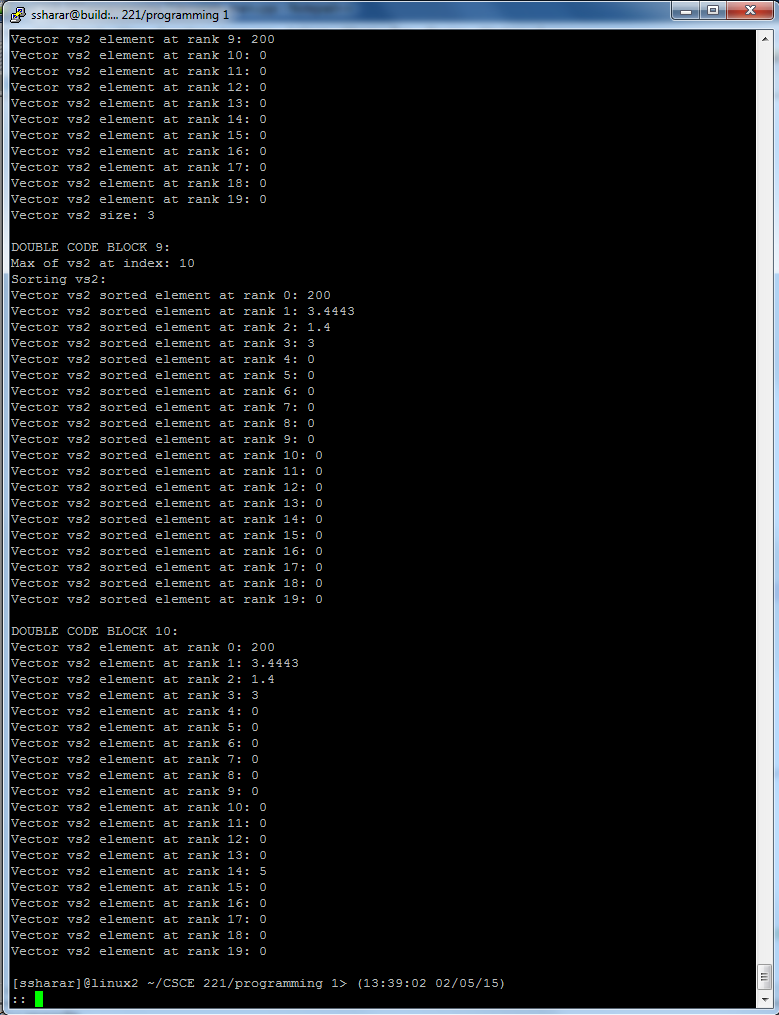 ssharar@build:... 221/programming 1
Vector vs2 element at rank 9: 200
Vector vs2 element at rank 10: 0
Vector vs2 element at rank 11: 0
Vector vs2 element at rank 12: 0
Vector vs2 element at rank 13: 0
Vector vs2 element at rank 14: 0
Vector vs2 element at rank 15: 0
Vector vs2 element at rank 16: 0
Vector vs2 element at rank 17: 0
Vector vs2 element at rank 18: 0
Vector vs2 element at rank 19: 0
Vector vs2 size: 3
DOUBLE CODE BLOCK 9:
Max of vs2 at index: 10
Sorting vs2:
Vector vs2 sorted element at rank 0: 200
Vector vs2 sorted element at rank 1: 3.4443
Vector vs2 sorted element at rank 2: 1.4
Vector vs2 sorted element at rank 3: 3
Vector vs2 sorted element at rank 4: 0
Vector vs2 sorted element at rank 5: 0
Vector vs2 sorted element at rank 6: 0
Vector vs2 sorted element at rank 7: 0
Vector vs2 sorted element at rank 8: 0
Vector vs2 sorted element at rank 9: 0
Vector vs2 sorted element at rank 10: 0
Vector vs2 sorted element at rank 11: 0
Vector vs2 sorted element at rank 12: 0
Vector vs2 sorted element at rank 13: 0
Vector vs2 sorted element at rank 14: 0
Vector vs2 sorted element at rank 15: 0
Vector vs2 sorted element at rank 16: 0
Vector vs2 sorted element at rank 17: 0
Vector vs2 sorted element at rank 18: 0
Vector vs2 sorted element at rank 19: 0
DOUBLE CODE BLOCK 10:
Vector vs2 element at rank 0: 200
Vector vs2 element at rank 1: 3.4443
Vector vs2 element at rank 2: 1.4
Vector vs2 element at rank 3: 3
Vector vs2 element at rank 4: 0
Vector vs2 element at rank 5: 0
Vector vs2 element at rank 6: 0
Vector vs2 element at rank 7: 0
Vector vs2 element at rank 8: 0
Vector vs2 element at rank 9: 0
Vector vs2 element at rank 10: 0
Vector vs2 element at rank 11: 0
Vector vs2 element at rank 12: 0
Vector vs2 element at rank 13: 0
Vector vs2 element at rank 14: 5
Vector vs2 element at rank 15: 0
Vector vs2 element at rank 16: 0
Vector vs2 element at rank 17: 0
Vector vs2 element at rank 18: 0
Vector vs2 element at rank 19: 0
[ssharar]@linux2 ~/CSCE 221/programming 1> (13:39:02 02/05/15)
::